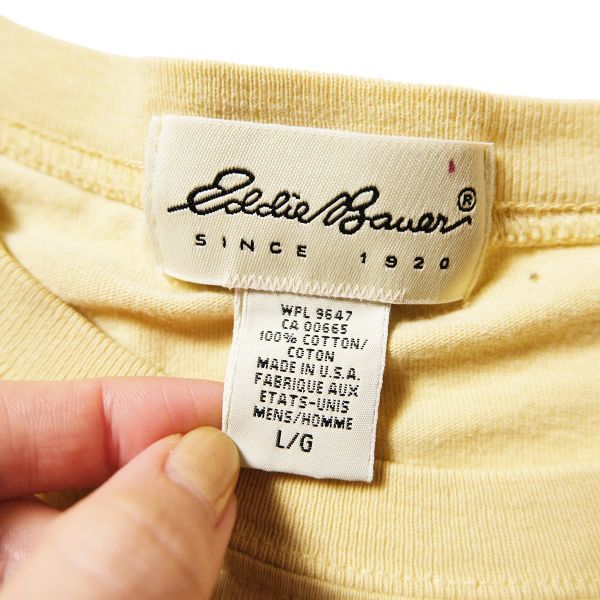 Eddie Bauer®
SINCE 1920
WPL 9647
CA 00665
100% COTTON/
COTON
MADE IN U.S.A.
FABRIQUE AUX
ETATS-UNIS
MENS/HOMME
L/G